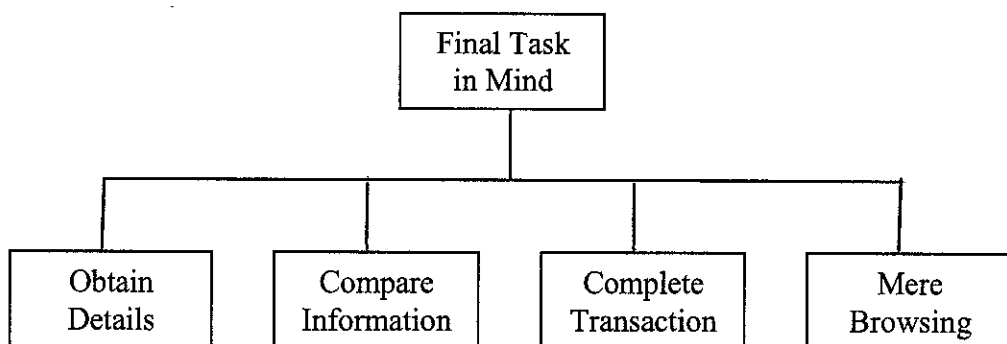 Final Task
in Mind
Obtain
Details
Compare
Information
Complete
Transaction
Mere
Browsing